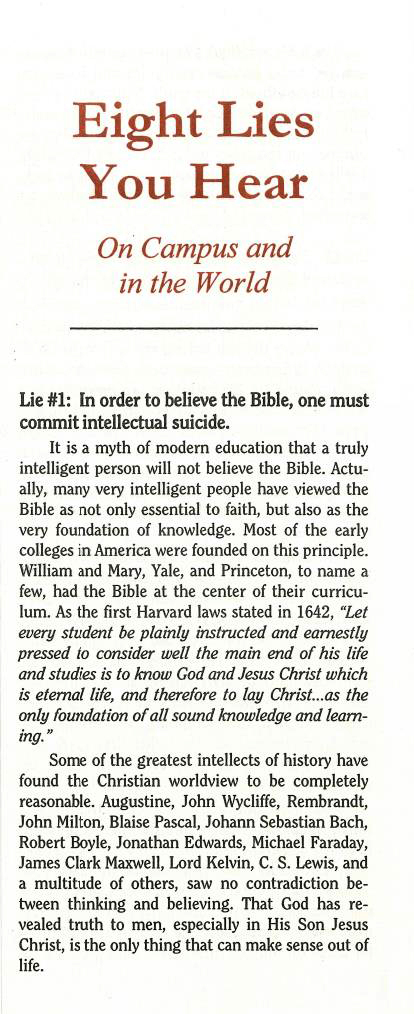 Eight Lies
You Hear
On Campus and
in the World
Lie #1: In order to believe the Bible, one must
commit intellectual suicide.
It is a myth of modern education that a truly
intelligent person will not believe the Bible. Actu-
ally, many very intelligent people have viewed the
Bible as not only essential to faith, but also as the
very foundation of knowledge. Most of the early
colleges in America were founded on this principle.
William and Mary, Yale, and Princeton, to name a
few, had the Bible at the center of their curricu-
lum. As the first Harvard laws stated in 1642, “Let
every student be plainly instructed and earnestly
pressed to consider well the main end of his life
and studies is to know God and Jesus Christ which
is eternal life, and therefore to lay Christ...as the
only foundation of all sound knowledge and learn-
ing.”
Some of the greatest intellects of history have
found the Christian worldview to be completely
reasonable. Augustine, John Wycliffe, Rembrandt,
John Milton, Blaise Pascal, Johann Sebastian Bach,
Robert Boyle, Jonathan Edwards, Michael Faraday,
James Clark Maxwell, Lord Kelvin, C. S. Lewis, and
a multitude of others, saw no contradiction be-
tween thinking and believing. That God has re-
vealed truth to men, especially in His Son Jesus
Christ, is the only thing that can make sense out of
life.